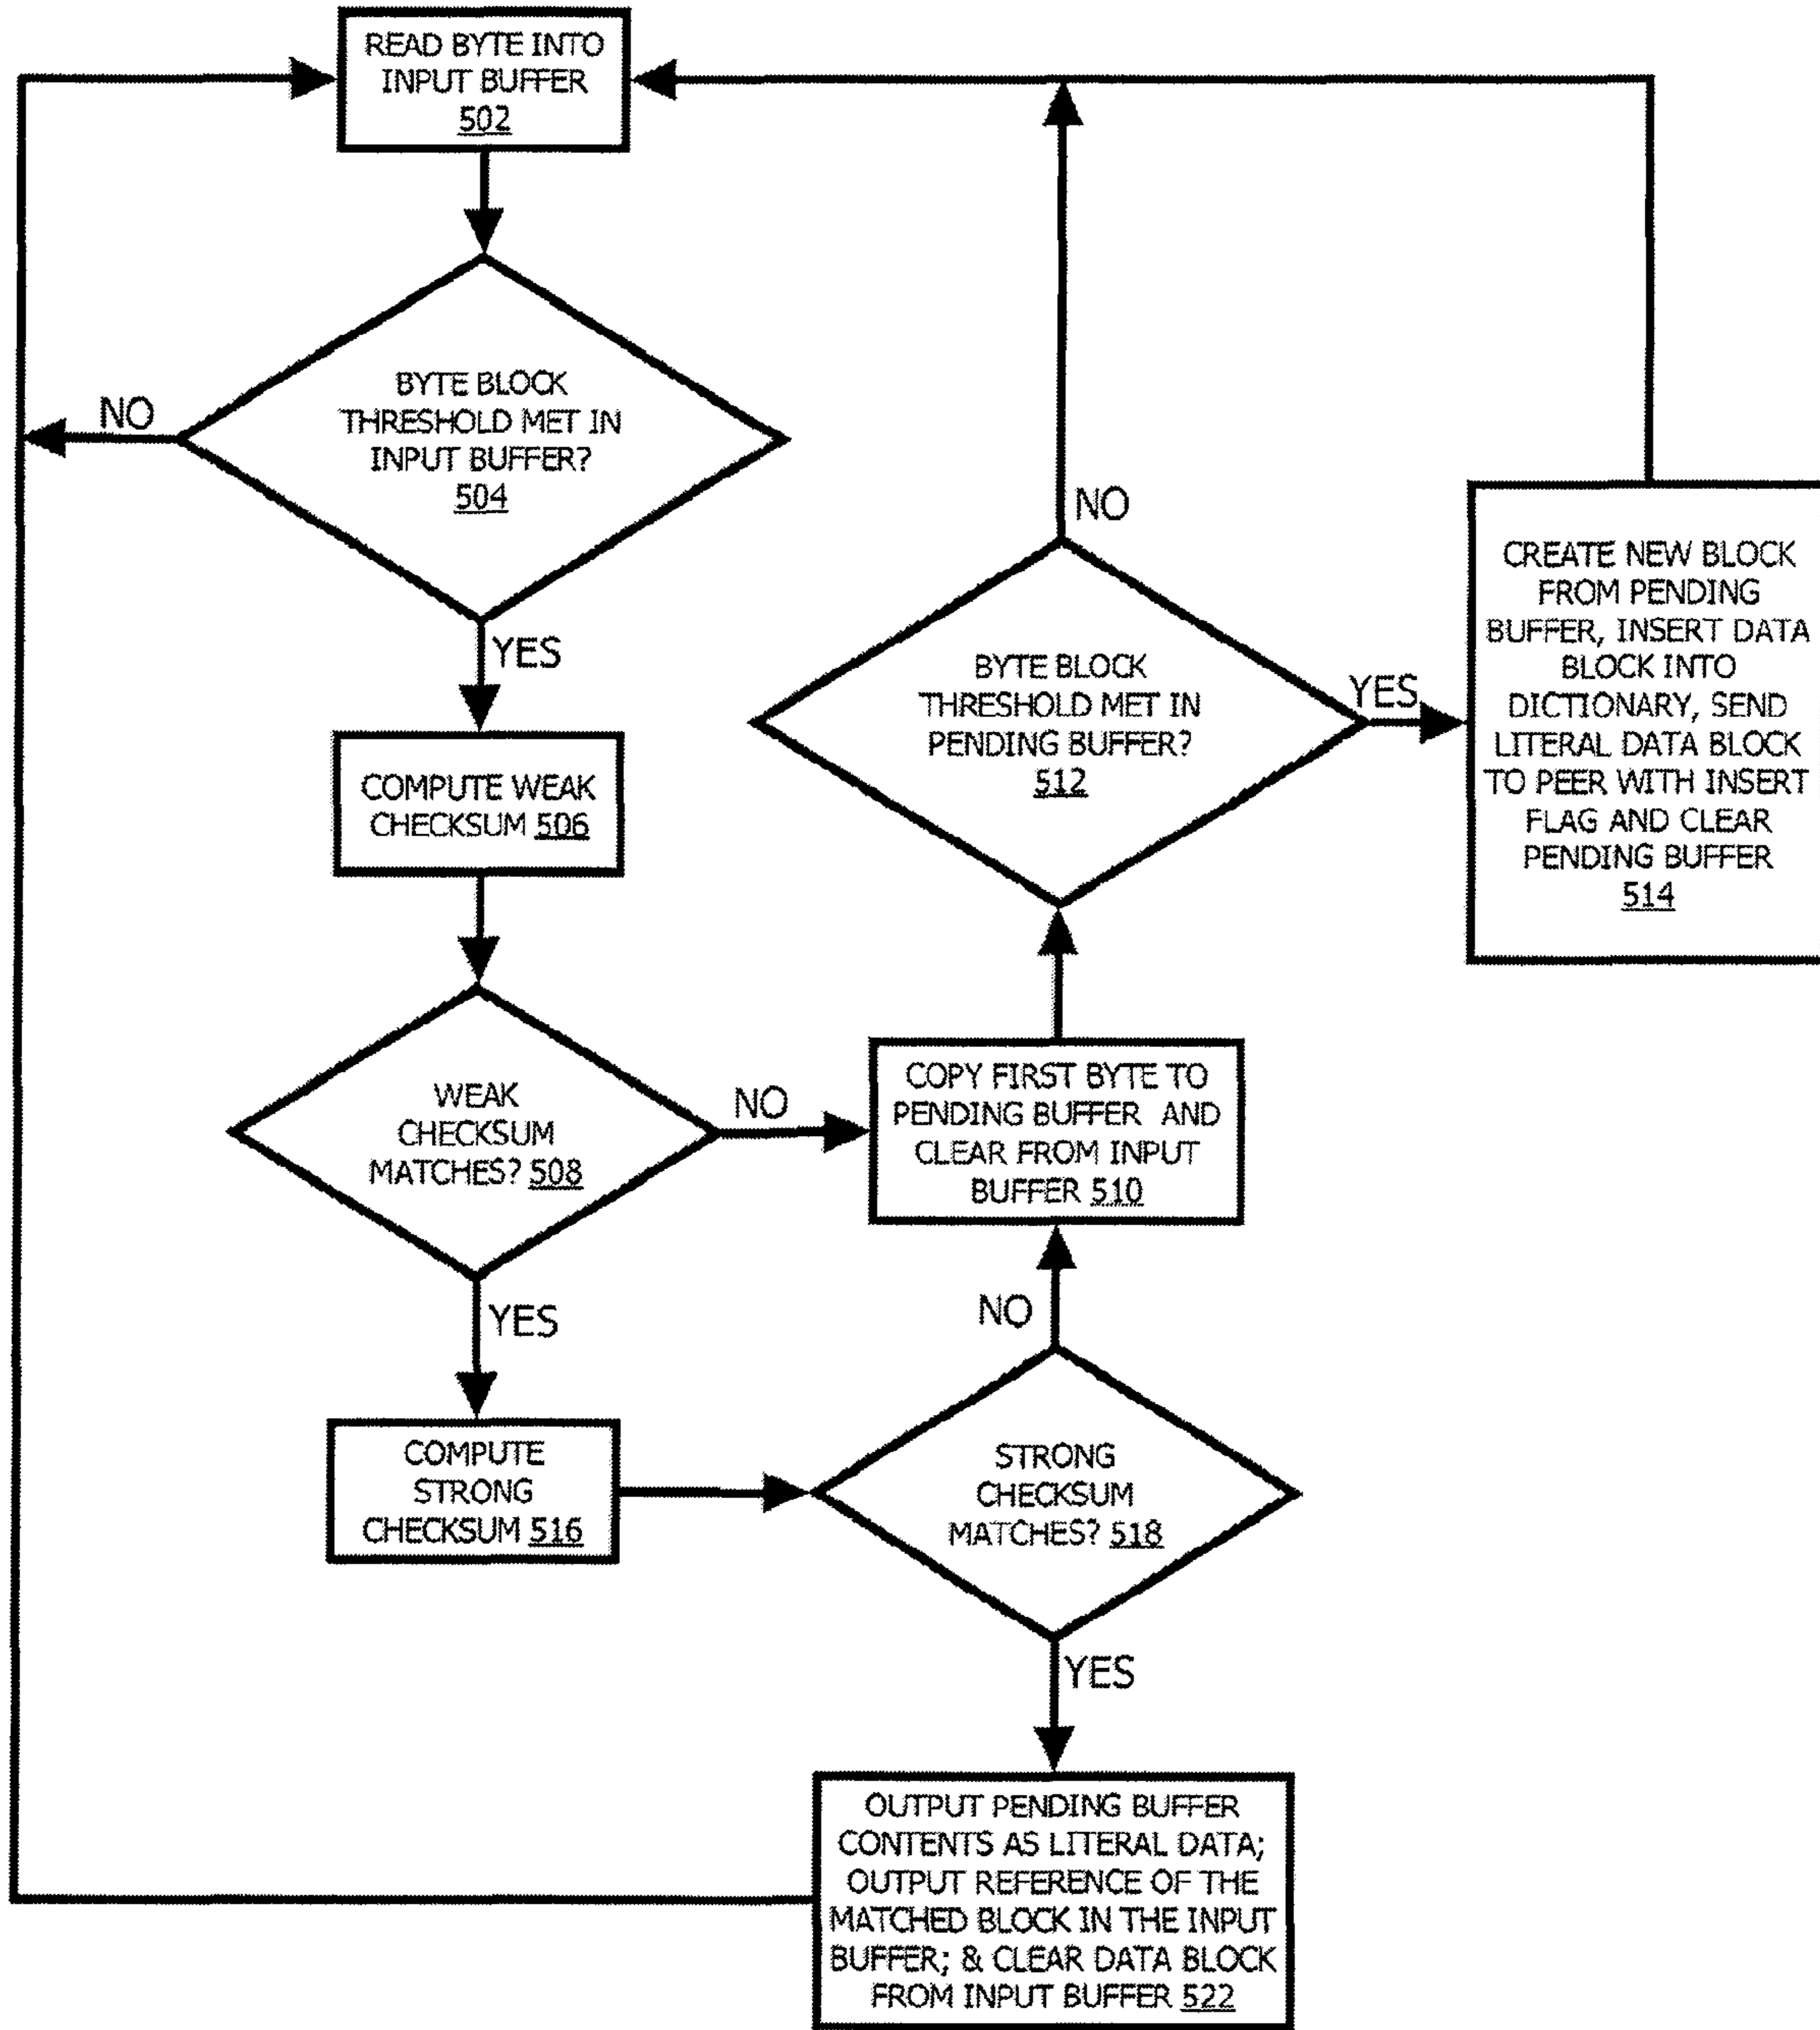 READ BYTE INTO
INPUT BUFFER
502
BYTE BLOCK
THRESHOLD MET IN
INPUT BUFFER?
504
NO
YES
COMPUTE WEAK
CHECKSUM 506
WEAK
CHECKSUM
MATCHES? 508
NO
YES
COPY FIRST BYTE TO
PENDING BUFFER AND
CLEAR FROM INPUT
BUFFER 510
BYTE BLOCK
THRESHOLD MET IN
PENDING BUFFER?
512
NO
YES
CREATE NEW BLOCK
FROM PENDING
BUFFER, INSERT DATA
BLOCK INTO
DICTIONARY, SEND
LITERAL DATA BLOCK
TO PEER WITH INSERT
FLAG AND CLEAR
PENDING BUFFER
514
COMPUTE
STRONG
CHECKSUM 516
STRONG
CHECKSUM
MATCHES? 518
NO
YES
OUTPUT PENDING BUFFER
CONTENTS AS LITERAL DATA;
OUTPUT REFERENCE OF THE
MATCHED BLOCK IN THE INPUT
BUFFER; & CLEAR DATA BLOCK
FROM INPUT BUFFER 522